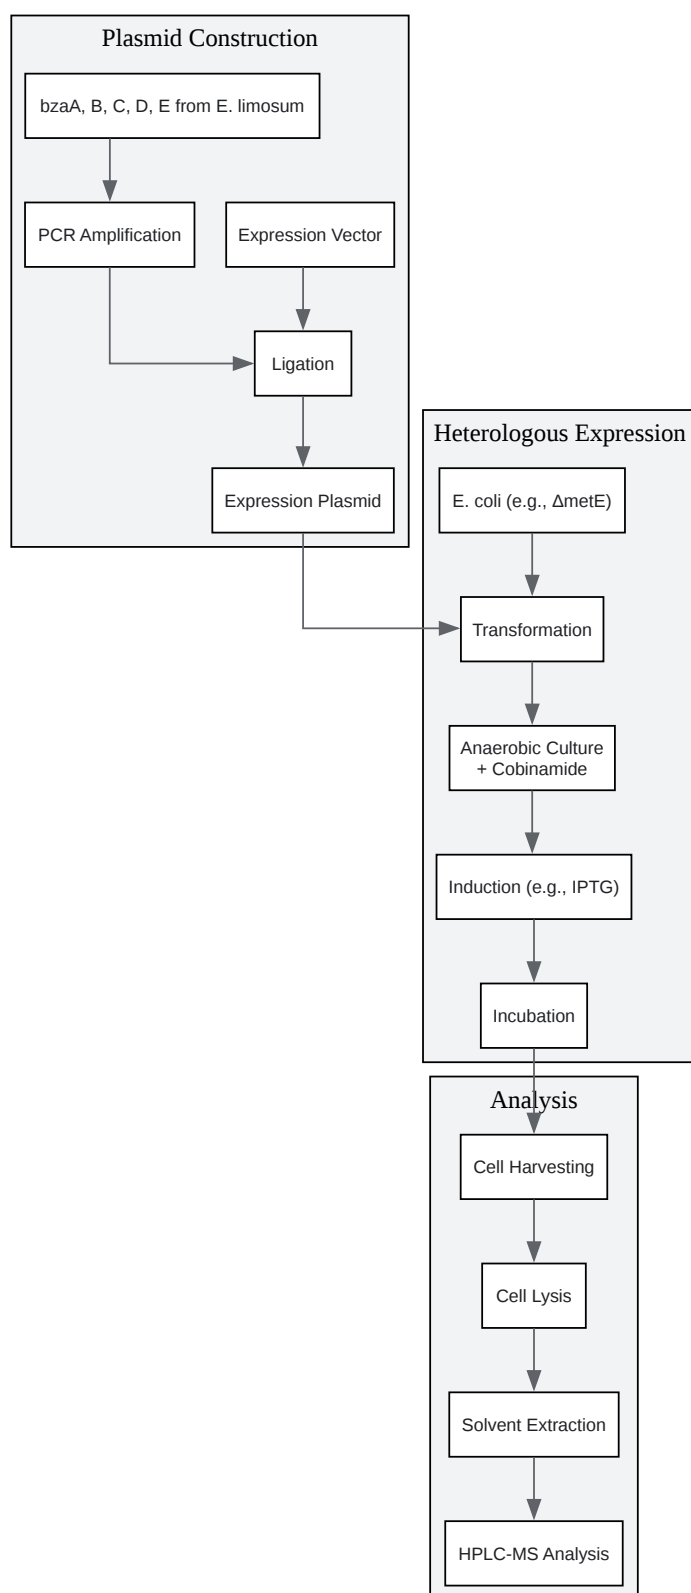 Plasmid Construction
bzaA, B, C, D, E from E. limosum
PCR Amplification
Expression Vector
Ligation
Expression Plasmid
Heterologous Expression
E. coli (e.g., ΔmetE)
Transformation
Anaerobic Culture
+ Cobinamide
Induction (e.g., IPTG)
Incubation
Analysis
Cell Harvesting
Cell Lysis
Solvent Extraction
HPLC-MS Analysis